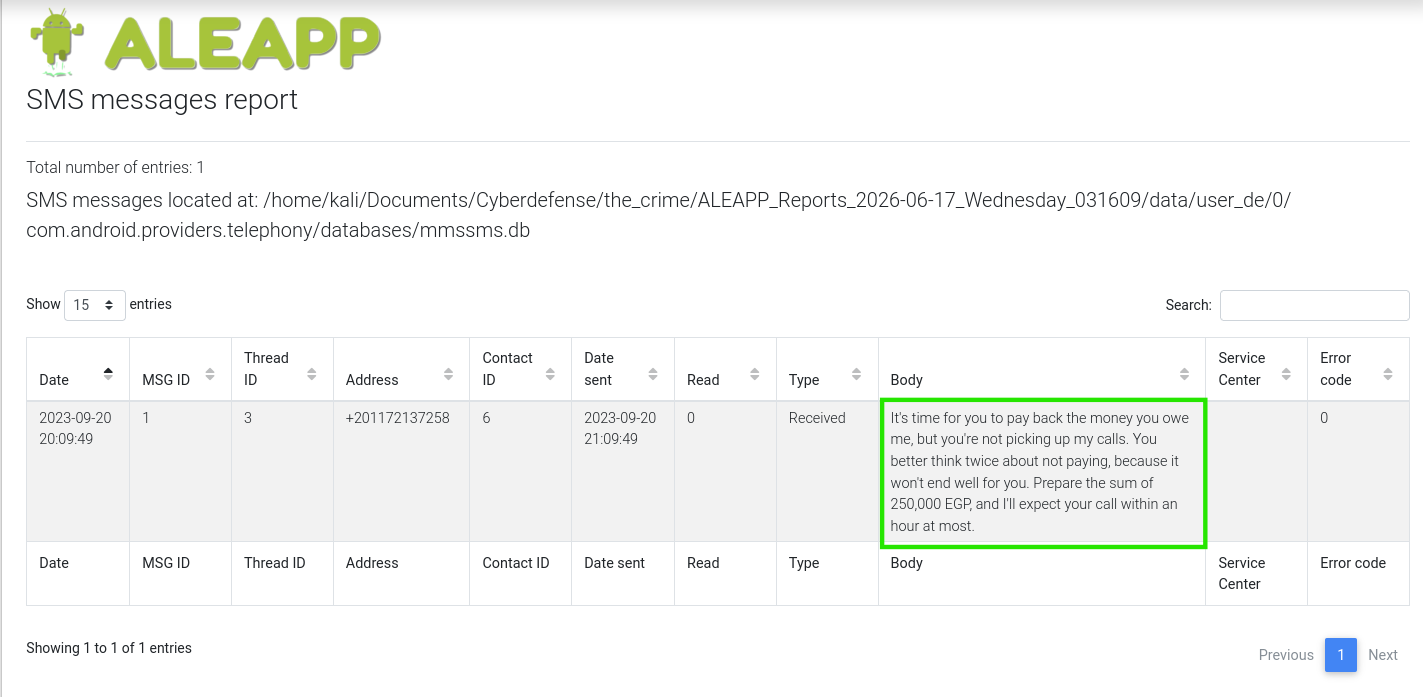 ALEAPP
SMS messages report
Total number of entries: 1
SMS messages located at: /home/kali/Documents/Cyberdefense/the_crime/ALEAPP_Reports_2026-06-17_Wednesday_031609/data/user_de/0/
com.android.providers.telephony/databases/mmssms.db
Show 15 entries
Search:
Date
MSG ID
Thread
ID
Address
Contact
ID
Date
sent
Read
Type
Body
Service
Center
Error
code
2023-09-20
20:09:49
1
3
+201172137258
6
2023-09-20
21:09:49
0
Received
It's time for you to pay back the money you owe
me, but you're not picking up my calls. You
better think twice about not paying, because it
won't end well for you. Prepare the sum of
250,000 EGP, and I'll expect your call within an
hour at most.
0
Date
MSG ID
Thread ID
Address
Contact ID
Date sent
Read
Type
Body
Service
Center
Error code
Showing 1 to 1 of 1 entries
Previous 1 Next